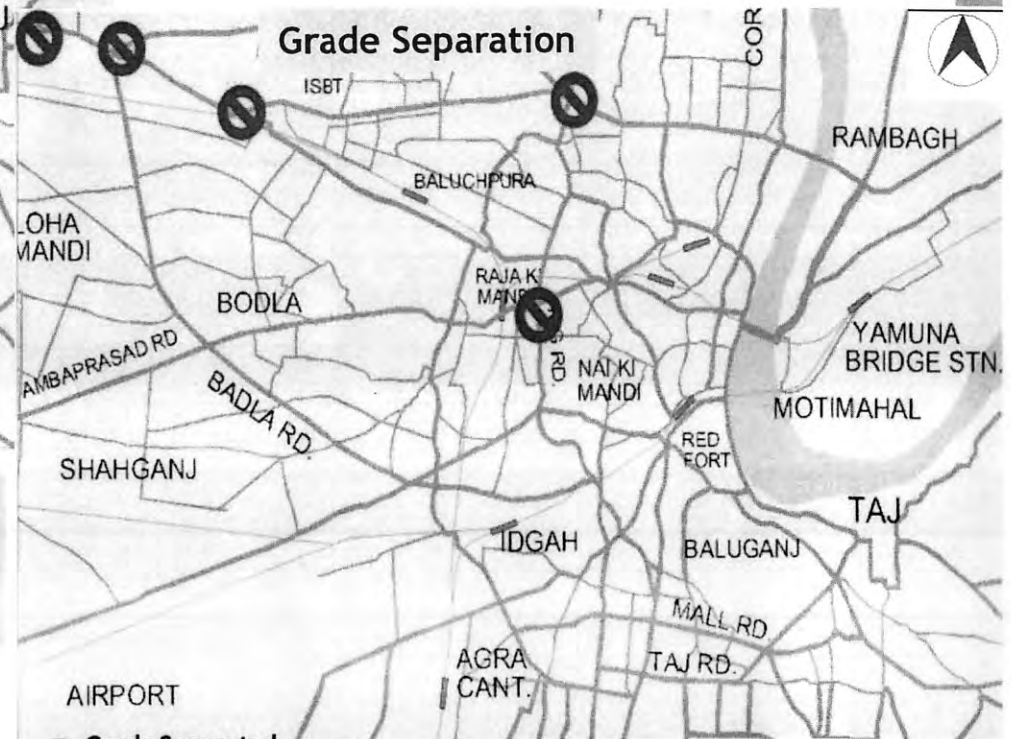 Grade Separation
COR
ISBT
RAMBAGH
BALUCHPURA
LOHA
MANDI
RAJA KI
BODLA
YAMUNA
BRIDGE STN.
AMBAPRASAD RD
RD.
NAI KI
MANDI
BADLA RD.
MOTIMAHAL
RED
FORT
SHAHGANJ
TAJ
IDGAH
BALUGANJ
MALL RD
AGRA
CANT.
TAJ RD.
AIRPORT